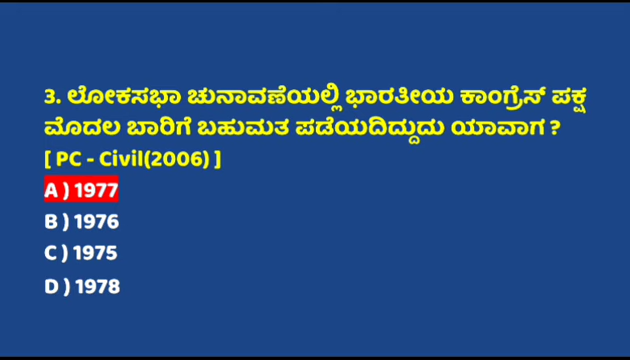 3. ಲೋಕಸಭಾ ಚುನಾವಣೆಯಲ್ಲಿ ಭಾರತೀಯ ಕಾಂಗ್ರೆಸ್ ಪಕ್ಷ
ಮೊದಲ ಬಾರಿಗೆ ಬಹುಮತ ಪಡೆಯದಿದ್ದುದು ಯಾವಾಗ ?
[ PC - Civil(2006) ]
A ) 1977
B ) 1976
C ) 1975
D ) 1978